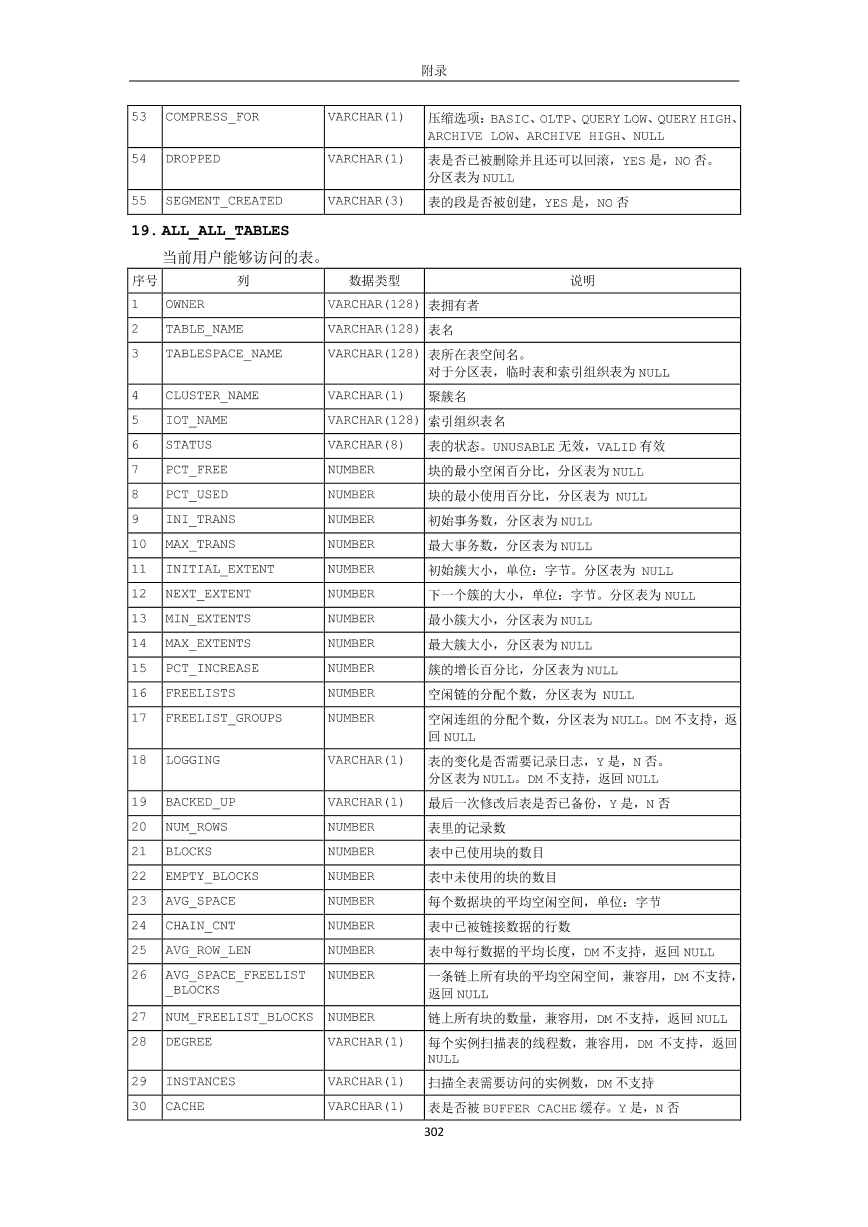 附录
53 COMPRESS_FOR VARCHAR(1) 压缩选项：BASIC、OLTP、QUERY LOW、QUERY HIGH、
ARCHIVE LOW、ARCHIVE HIGH、NULL
54 DROPPED VARCHAR(1) 表是否已被删除并且还可以回滚，YES 是，NO 否。
分区表为 NULL
55 SEGMENT_CREATED VARCHAR(3) 表的段是否被创建，YES 是，NO 否
19. ALL_ALL_TABLES
当前用户能够访问的表。
序号 列 数据类型 说明
1 OWNER VARCHAR(128) 表拥有者
2 TABLE_NAME VARCHAR(128) 表名
3 TABLESPACE_NAME VARCHAR(128) 表所在表空间名。
对于分区表，临时表和索引组织表为 NULL
4 CLUSTER_NAME VARCHAR(1) 聚簇名
5 IOT_NAME VARCHAR(128) 索引组织表名
6 STATUS VARCHAR(8) 表的状态。UNUSABLE 无效，VALID 有效
7 PCT_FREE NUMBER 块的最小空闲百分比，分区表为 NULL
8 PCT_USED NUMBER 块的最小使用百分比，分区表为 NULL
9 INI_TRANS NUMBER 初始事务数，分区表为 NULL
10 MAX_TRANS NUMBER 最大事务数，分区表为 NULL
11 INITIAL_EXTENT NUMBER 初始簇大小，单位：字节。分区表为 NULL
12 NEXT_EXTENT NUMBER 下一个簇的大小，单位：字节。分区表为 NULL
13 MIN_EXTENTS NUMBER 最小簇大小，分区表为 NULL
14 MAX_EXTENTS NUMBER 最大簇大小，分区表为 NULL
15 PCT_INCREASE NUMBER 簇的增长百分比，分区表为 NULL
16 FREELISTS NUMBER 空闲链的分配个数，分区表为 NULL
17 FREELIST_GROUPS NUMBER 空闲连组的分配个数，分区表为 NULL。DM 不支持，返
回 NULL
18 LOGGING VARCHAR(1) 表的变化是否需要记录日志，Y 是，N 否。
分区表为 NULL。DM 不支持，返回 NULL
19 BACKED_UP VARCHAR(1) 最后一次修改后表是否已备份，Y 是，N 否
20 NUM_ROWS NUMBER 表里的记录数
21 BLOCKS NUMBER 表中已使用块的数目
22 EMPTY_BLOCKS NUMBER 表中未使用的块的数目
23 AVG_SPACE NUMBER 每个数据块的平均空闲空间，单位：字节
24 CHAIN_CNT NUMBER 表中已被链接数据的行数
25 AVG_ROW_LEN NUMBER 表中每行数据的平均长度，DM 不支持，返回 NULL
26 AVG_SPACE_FREELIST NUMBER 一条链上所有块的平均空闲空间，兼容用，DM 不支持，
_BLOCKS 返回 NULL
27 NUM_FREELIST_BLOCKS NUMBER 链上所有块的数量，兼容用，DM 不支持，返回 NULL
28 DEGREE VARCHAR(1) 每个实例扫描表的线程数，兼容用，DM 不支持，返回
NULL
29 INSTANCES VARCHAR(1) 扫描全表需要访问的实例数，DM 不支持
30 CACHE VARCHAR(1) 表是否被 BUFFER CACHE 缓存。Y 是，N 否
302